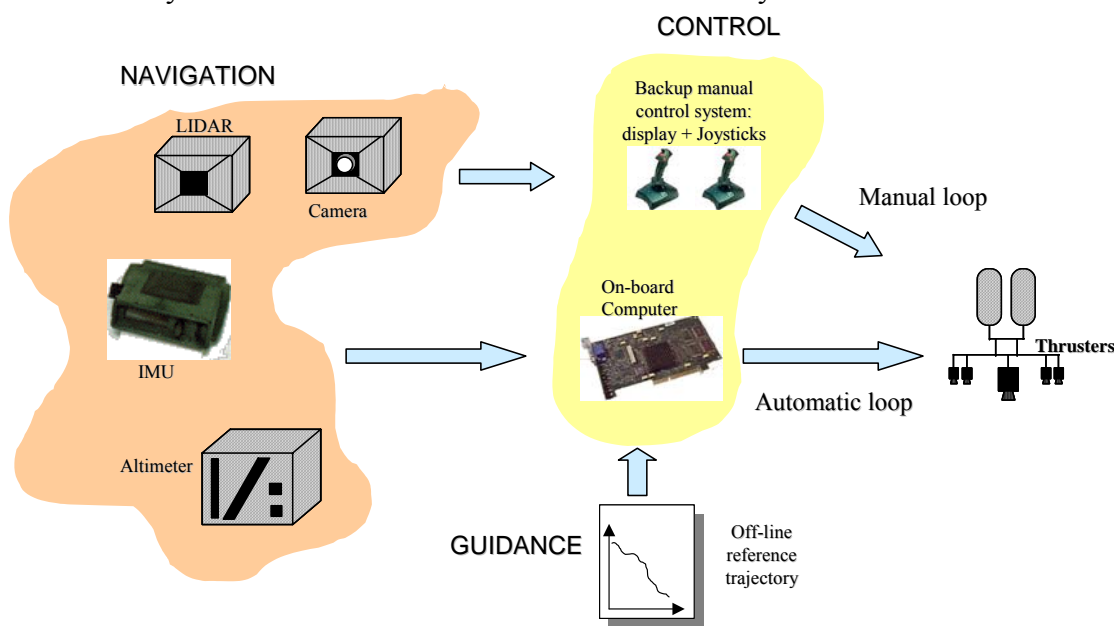 CONTROL
NAVIGATION
LIDAR
Camera
IMU
Altimeter
Backup manual
control system:
display + Joysticks
Manual loop
On-board
Computer
Thrusters
Automatic loop
GUIDANCE
Off-line
reference
trajectory